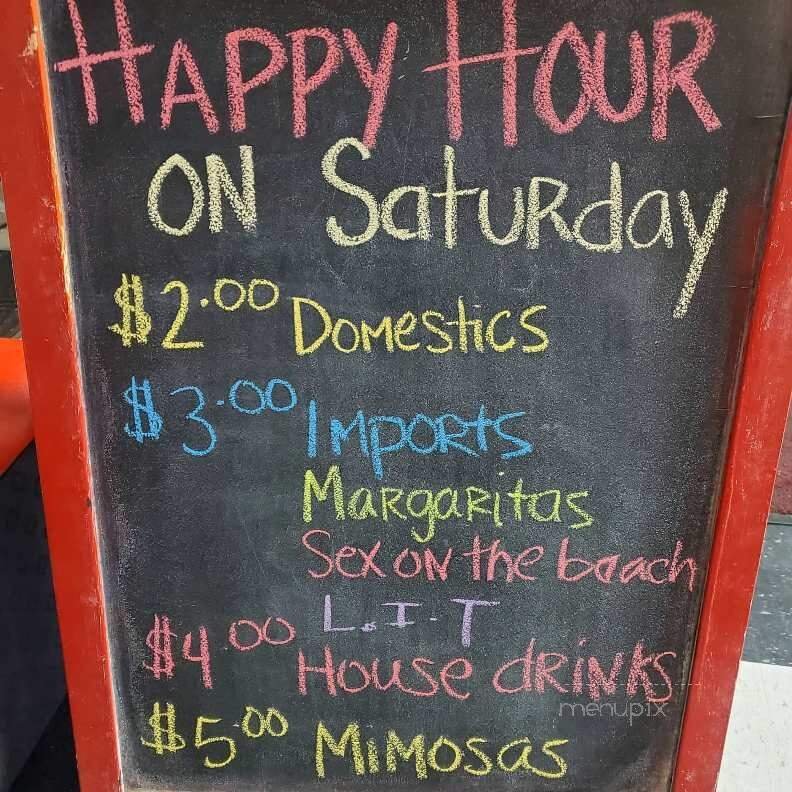 HAPPY HOUR
ON Saturday
$2.00 Domestics
$3.00 Imports
Margaritas
Sex on the baach
L.I.T
$4.00 House drinks
menupix
$5.00 Mimosas